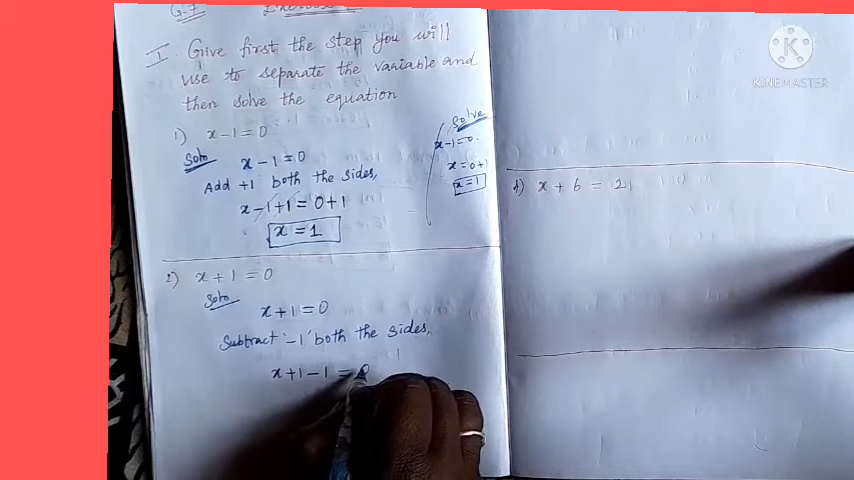 G-7 Exercise
I. Give first the step you will
use to separate the variable and
then solve the equation
1) x-1=0
Soln x-1=0
Add +1 both the sides,
x-1+1=0+1
x=1
Solve
x-1=0.
x=0+1
x=1
2) x+1=0
Soln
x+1=0
Subtract '-1' both the sides,
x+1-1=0
4) x+6=2
K
KINEMASTER